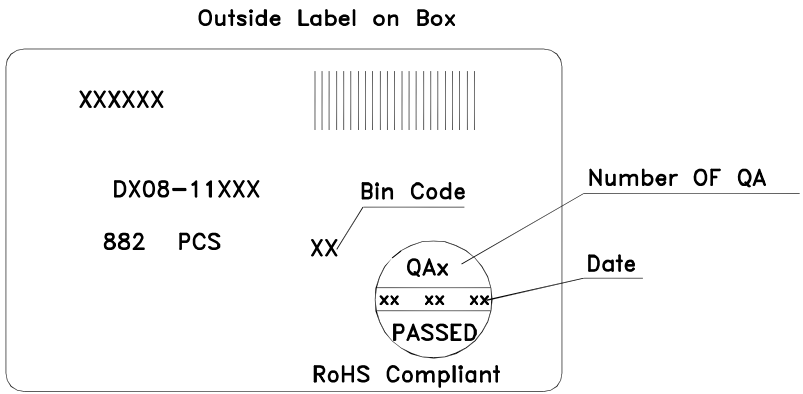 Outside Label on Box
XXXXXX
DX08-11XXX
Bin Code
Number OF QA
882 PCS
XX
QAx
Date
xx xx xx
PASSED
RoHS Compliant